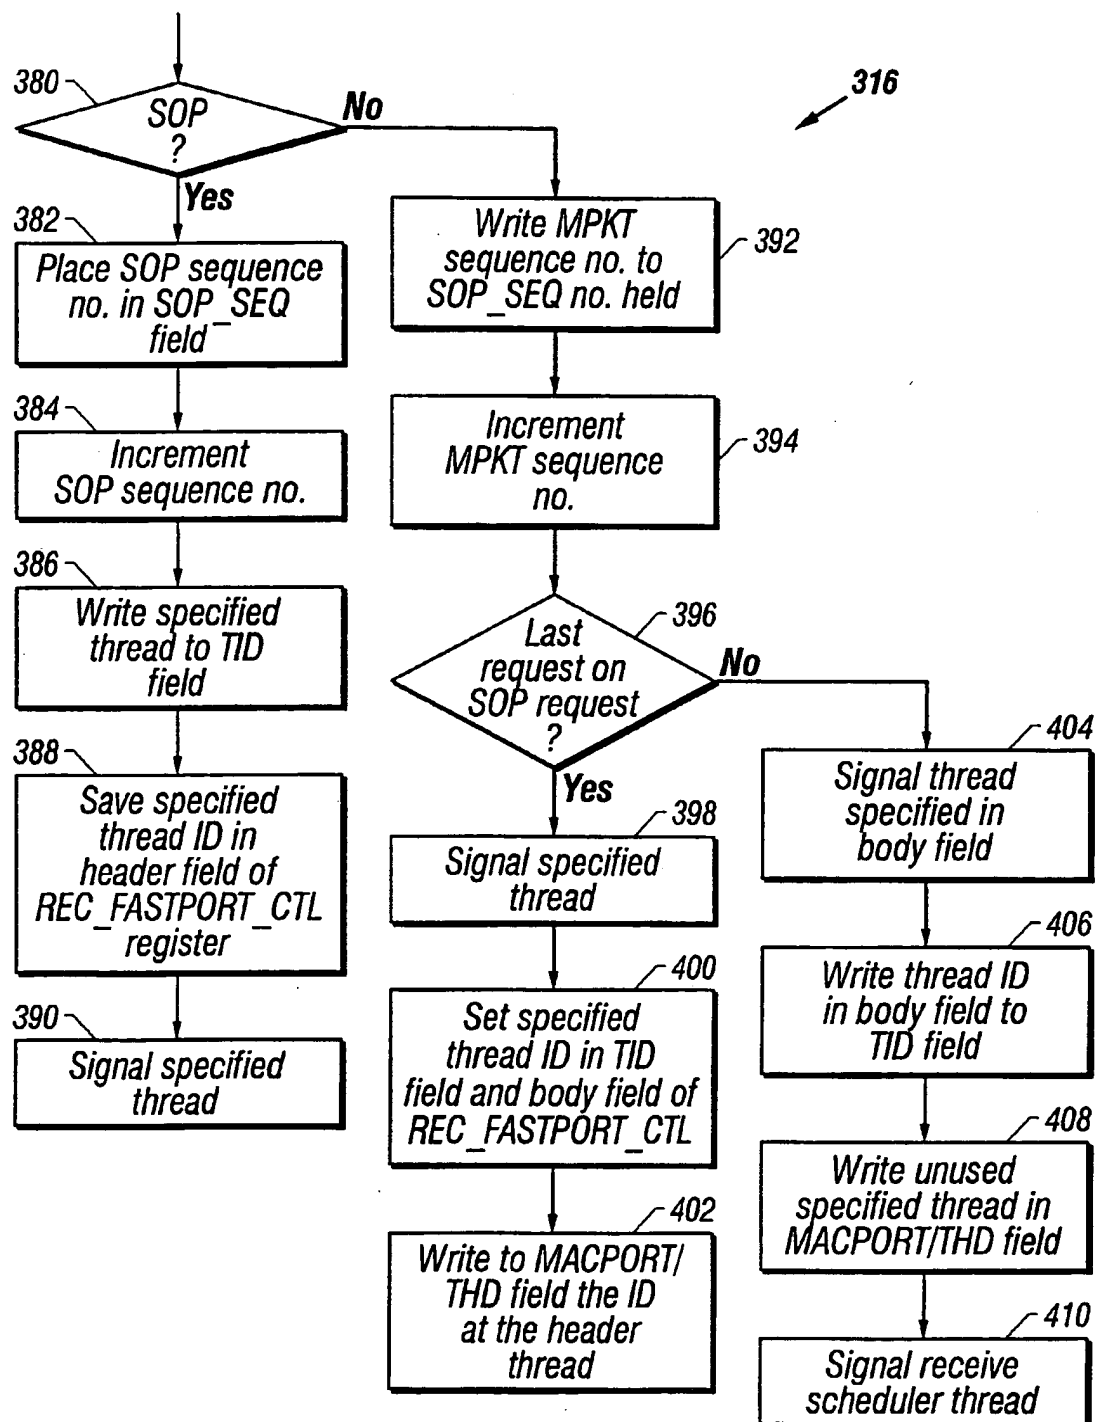 380
SOP
?
No
316
Yes
382
Place SOP sequence
no. in SOP_SEQ
field
384
Increment
SOP sequence no.
386
Write specified
thread to TID
field
388
Save specified
thread ID in
header field of
REC_FASTPORT_CTL
register
390
Signal specified
thread
Write MPKT
sequence no. to
SOP_SEQ no. held
392
Increment
MPKT sequence
no.
394
Last
request on
SOP request
?
396
No
Yes
398
Signal specified
thread
400
Set specified
thread ID in TID
field and body field of
REC_FASTPORT_CTL
402
Write to MACPORT/
THD field the ID
at the header
thread
404
Signal thread
specified in
body field
406
Write thread ID
in body field to
TID field
408
Write unused
specified thread in
MACPORT/THD field
410
Signal receive
scheduler thread